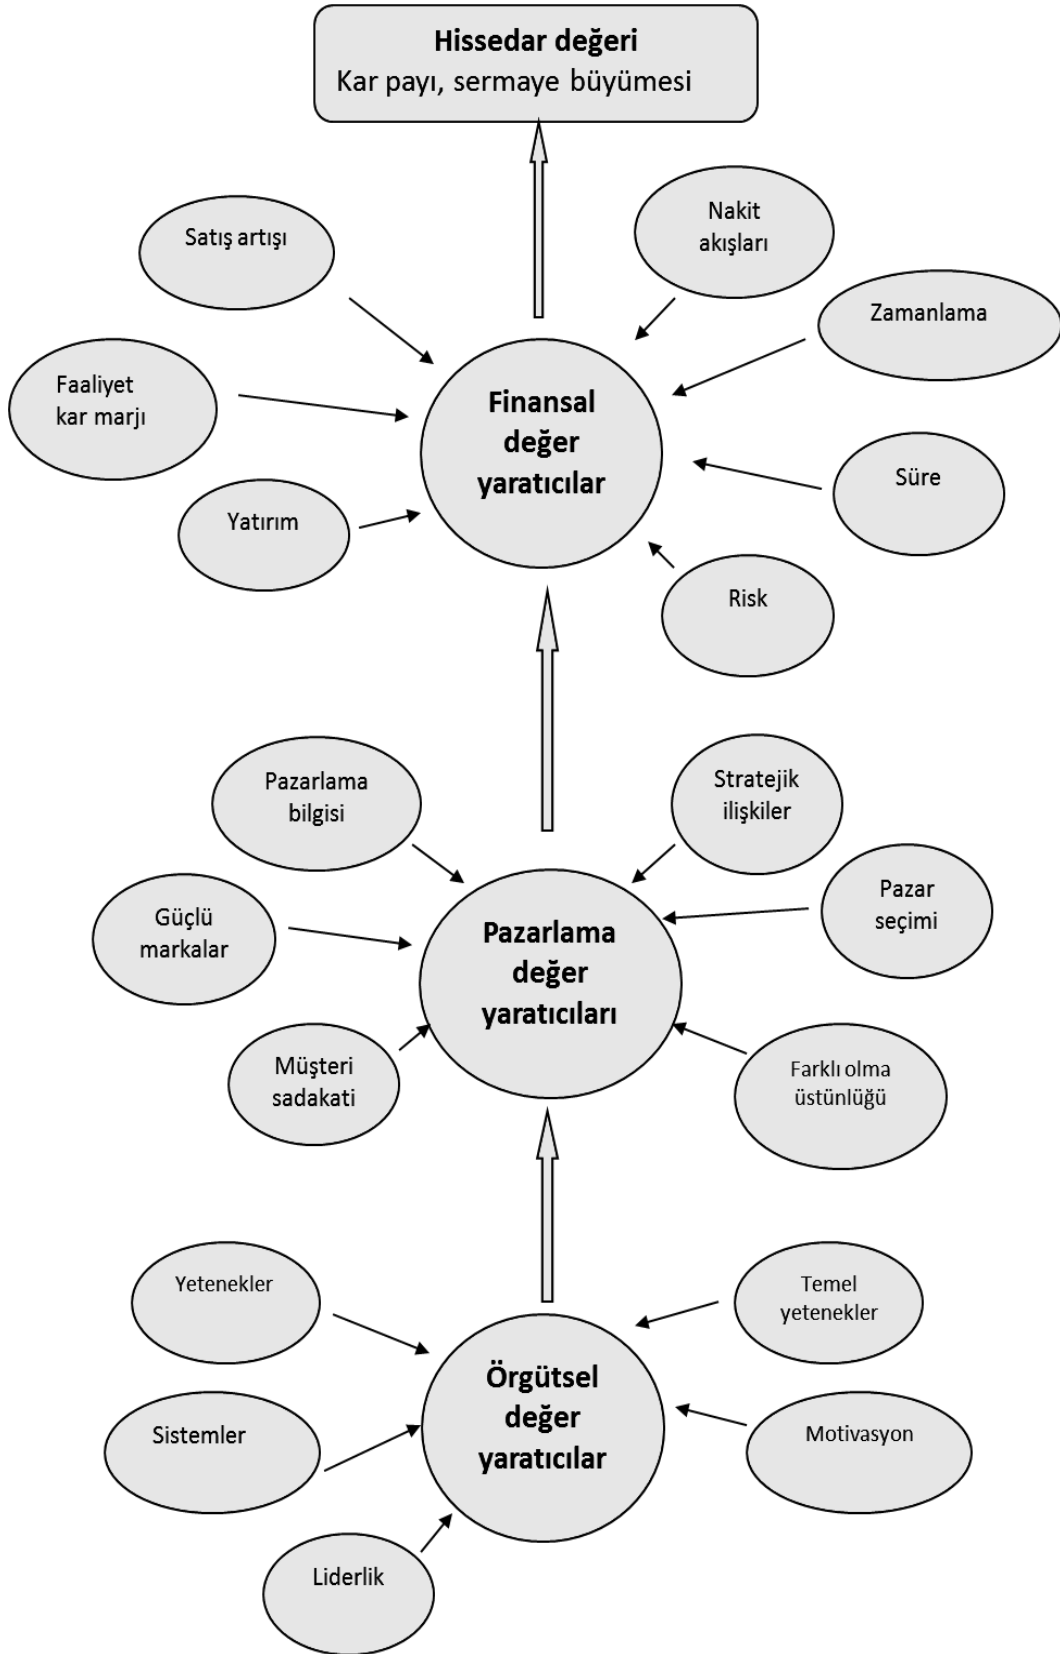 Hissedar değeri
Kar payı, sermaye büyümesi
Satış artışı
Nakit
akışları
Zamanlama
Faaliyet
kar marjı
Finansal
değer
yaratıcılar
Süre
Yatırım
Risk
Pazarlama
bilgisi
Stratejik
ilişkiler
Güçlü
markalar
Pazarlama
değer
yaratıcıları
Pazar
seçimi
Müşteri
sadakati
Farklı olma
üstünlüğü
Yetenekler
Temel
yetenekler
Sistemler
Örgütsel
değer
yaratıcılar
Motivasyon
Liderlik